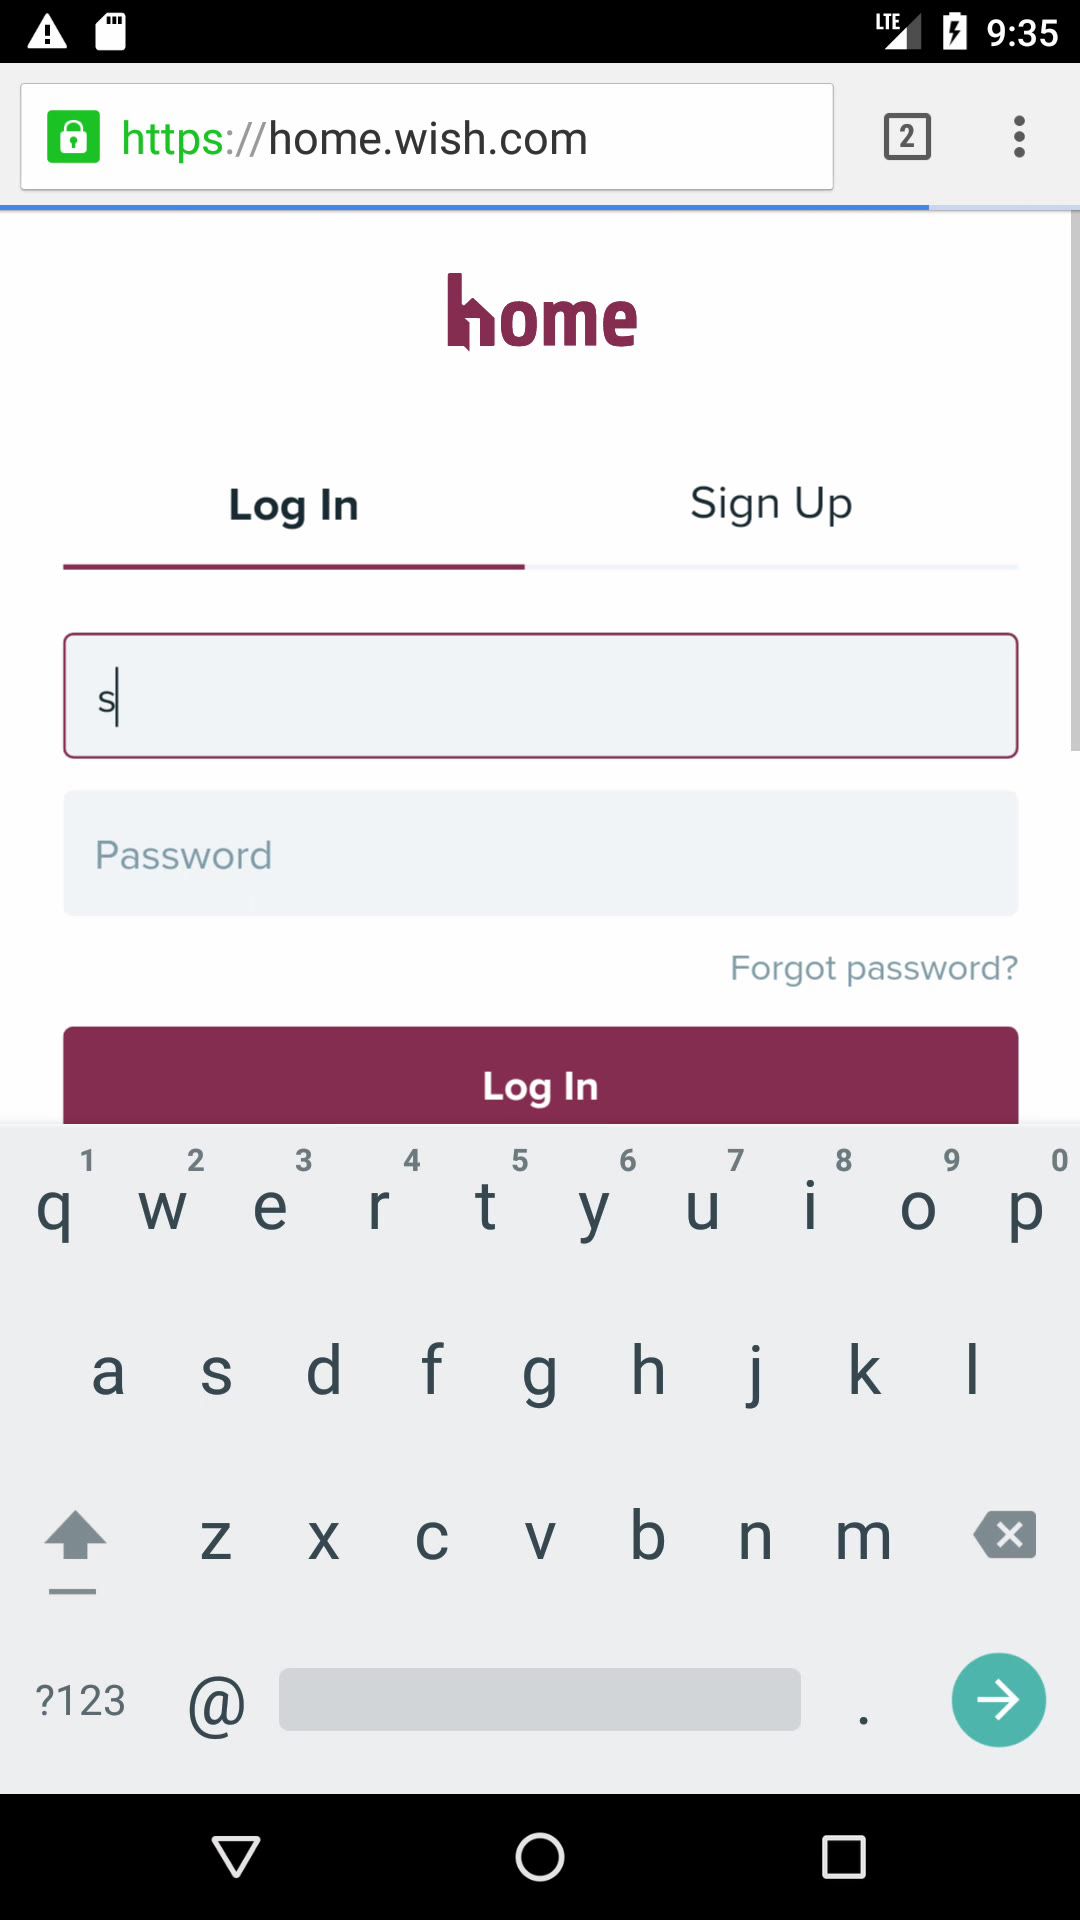 LTE 9:35
https://home.wish.com 2
home
Log In Sign Up
s
Password
Forgot password?
Log In
1 2 3 4 5 6 7 8 9 0
q w e r t y u i o p
a s d f g h j k l
z x c v b n m
?123 @ .